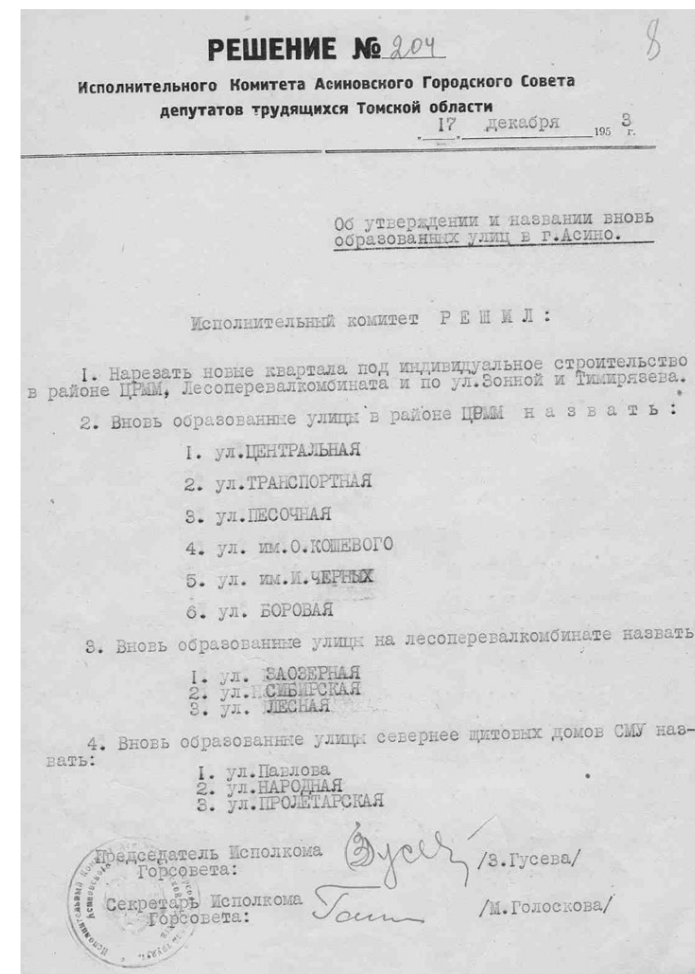 8
РЕШЕНИЕ № 204
Исполнительного Комитета Асиновского Городского Совета
депутатов трудящихся Томской области
„17" декабря 1953 г.
Об утверждении и названии вновь
образованных улиц в г.Асино.
Исполнительный комитет Р Е Ш И Л :
1. Нарезать новые квартала под индивидуальное строительство
в районе ЦРММ, Лесоперевалкомбината и по ул.Зонной и Тимирязева.
2. Вновь образованные улицы в районе ЦРММ н а з в а т ь :
1. ул.ЦЕНТРАЛЬНАЯ
2. ул.ТРАНСПОРТНАЯ
3. ул.ПЕСОЧНАЯ
4. ул. им.О.КОШЕВОГО
5. ул. им.И.ЧЕРНЫХ
6. ул. БОРОВАЯ
3. Вновь образованные улицы на лесоперевалкомбинате назвать
1. ул. ЗАОЗЕРНАЯ
2. ул. СИБИРСКАЯ
3. ул. ЛЕСНАЯ
4. Вновь образованные улицы севернее щитовых домов СМУ наз-
вать:
1. ул.Павлова
2. ул.НАРОДНАЯ
3. ул.ПРОЛЕТАРСКАЯ
Председатель Исполкома /З.Гусева/
Горсовета:
Секретарь Исполкома /М.Голоскова/
Горсовета:
Исполнительный